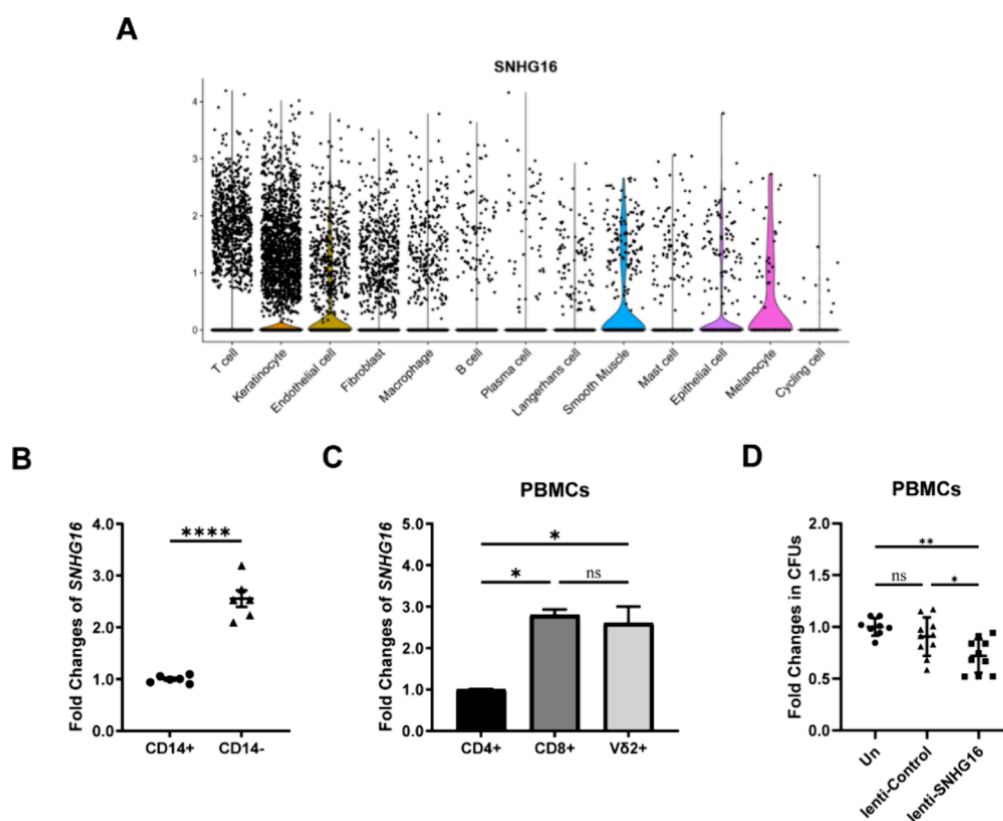 A
SNHG16
4
3
2
1
0
T cell
Keratinocyte
Endothelial cell
Fibroblast
Macrophage
B cell
Plasma cell
Langerhans cell
Smooth Muscle
Mast cell
Epithelial cell
Melanocyte
Cycling cell
B
Fold Changes of SNHG16
4.0
3.0
2.0
1.0
0.0
****
CD14+
CD14-
C
PBMCs
Fold Changes of SNHG16
5.0
4.0
3.0
2.0
1.0
0.0
*
*
ns
CD4+
CD8+
Vδ2+
D
PBMCs
Fold Changes in CFUs
2.0
1.5
1.0
0.5
0.0
**
ns
*
Un
lenti-Control
lenti-SNHG16